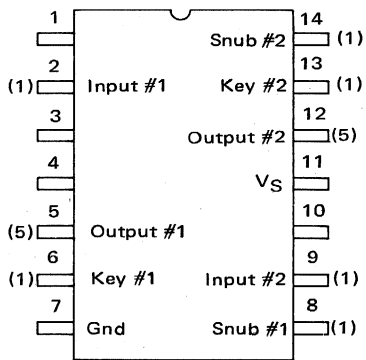 1 14
Snub #2 (1)
2 13
(1) Input #1 Key #2 (1)
3 12
Output #2 (5)
4 11
VS
5 10
(5) Output #1
6 9
(1) Key #1 Input #2 (1)
7 8
Gnd Snub #1 (1)